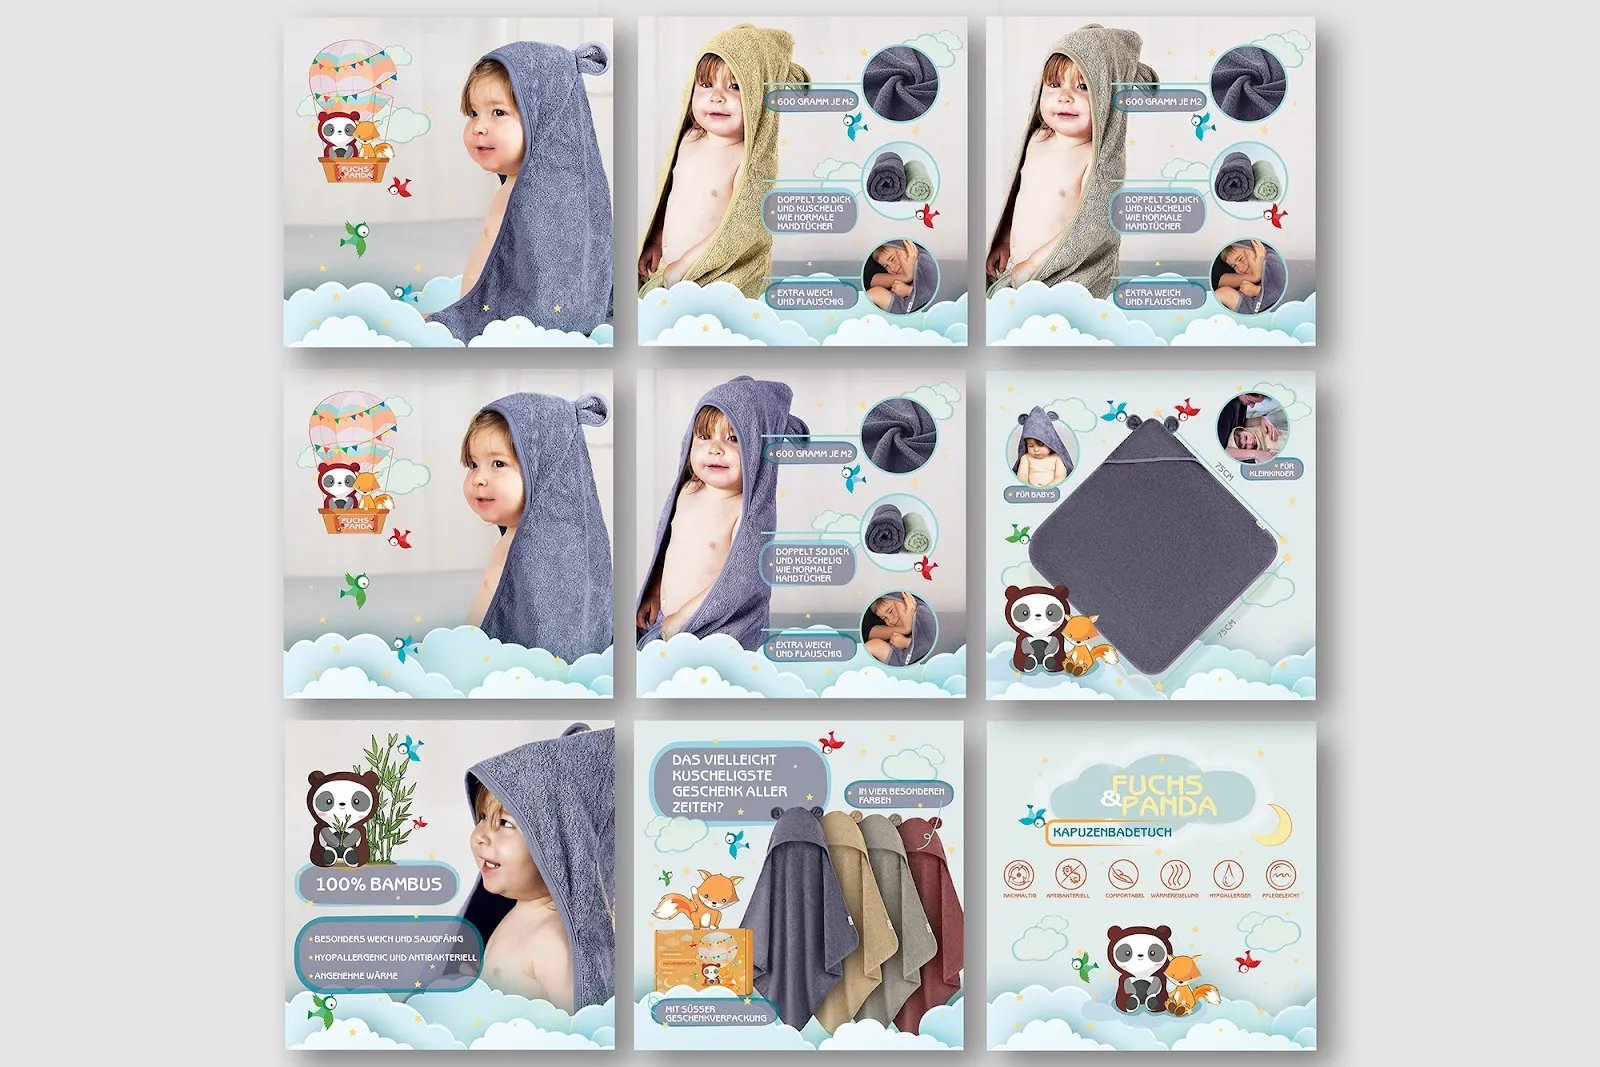 FUCHS
PANDA
600 GRAMM JE M2
DOPPELT SO DICK
UND KUSCHELIG
WIE NORMALE
HANDTÜCHER
EXTRA WEICH
UND FLAUSCHIG
600 GRAMM JE M2
DOPPELT SO DICK
UND KUSCHELIG
WIE NORMALE
HANDTÜCHER
EXTRA WEICH
UND FLAUSCHIG
FUCHS
PANDA
600 GRAMM JE M2
DOPPELT SO DICK
UND KUSCHELIG
WIE NORMALE
HANDTÜCHER
EXTRA WEICH
UND FLAUSCHIG
FÜR BABYS
75CM
FÜR
KLEINKINDER
75CM
100% BAMBUS
BESONDERS WEICH UND SAUGFÄHIG
HYOPALLERGENIC UND ANTIBAKTERIELL
ANGENEHME WÄRME
DAS VIELLEICHT
KUSCHELIGSTE
GESCHENK ALLER
ZEITEN?
IN VIER BESONDEREN
FARBEN
KAPUZENBADETUCH
MIT SÜSSER
GESCHENKVERPACKUNG
FUCHS
&PANDA
KAPUZENBADETUCH
NACHHALTIG
ANTIBAKTERIELL
COMFORTABEL
WÄRMEREGELUNG
HYPOALLERGEN
PFLEGELEICHT